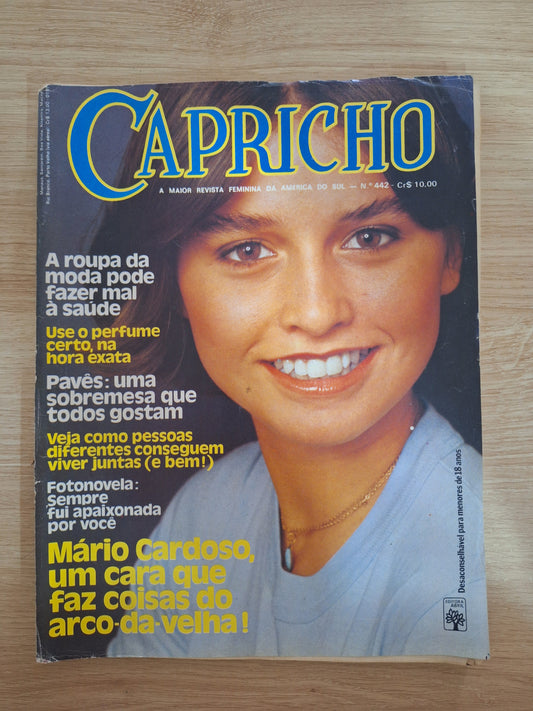 CAPRICHO
A MAIOR REVISTA FEMININA DA AMERICA DO SUL — N.º 442 - Cr$ 10,00
A roupa da
moda pode
fazer mal
à saúde
Use o perfume
certo, na
hora exata
Pavês: uma
sobremesa que
todos gostam
Veja como pessoas
diferentes conseguem
viver juntas (e bem!)
Fotonovela:
Sempre
fui apaixonada
por você
Mário Cardoso,
um cara que
faz coisas do
arco-da-velha!
Desaconselhável para menores de 18 anos
EDITORA
ABRIL